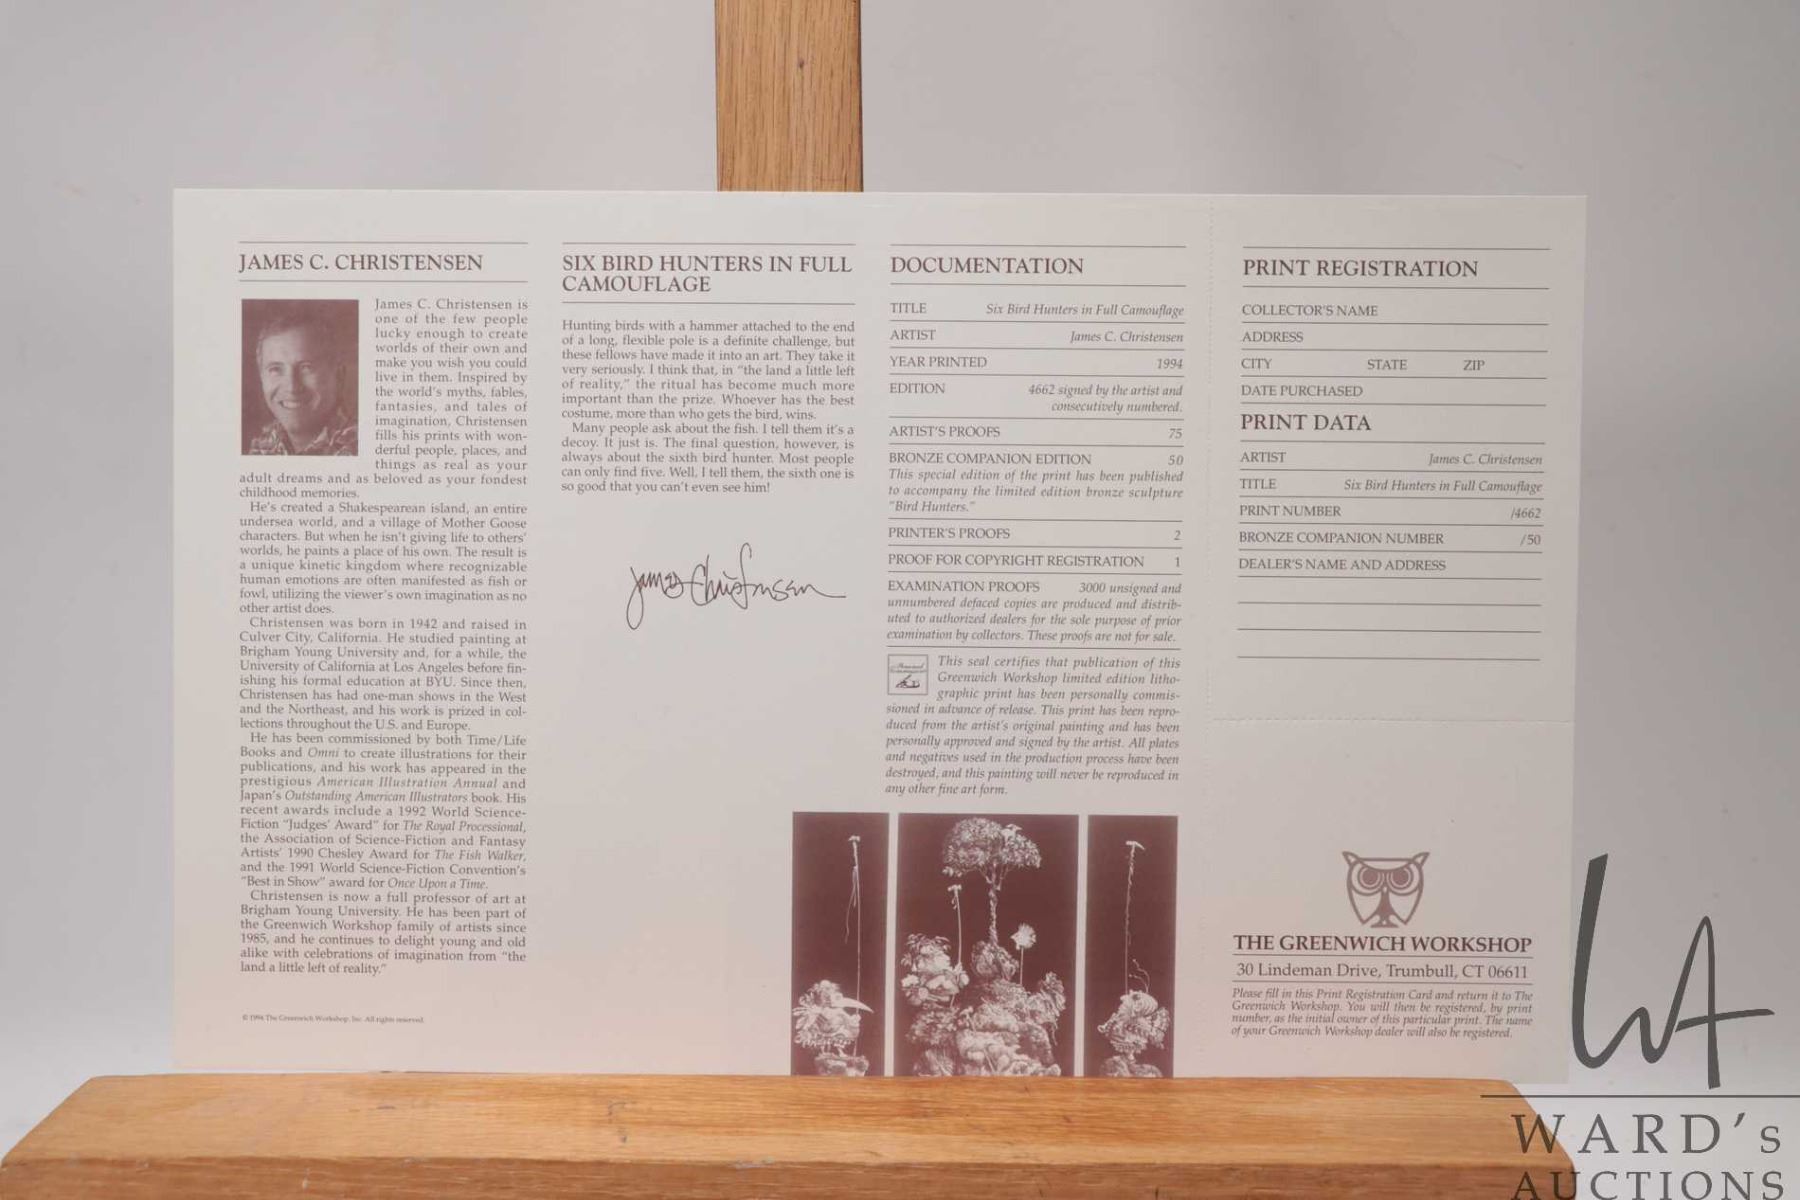 JAMES C. CHRISTENSEN
James C. Christensen is
one of the few people
lucky enough to create
worlds of their own and
make you wish you could
live in them. Inspired by
the world's myths, fables,
fantasies, and tales of
imagination, Christensen
fills his prints with won-
derful people, places, and
things as real as your
adult dreams and as beloved as your fondest
childhood memories.
He's created a Shakespearean island, an entire
undersea world, and a village of Mother Goose
characters. But when he isn't giving life to others'
worlds, he paints a place of his own. The result is
a unique kinetic kingdom where recognizable
human emotions are often manifested as fish or
fowl, utilizing the viewer's own imagination as no
other artist does.
Christensen was born in 1942 and raised in
Culver City, California. He studied painting at
Brigham Young University and, for a while, the
University of California at Los Angeles before fin-
ishing his formal education at BYU. Since then,
Christensen has had one-man shows in the West
and the Northeast, and his work is prized in col-
lections throughout the U.S. and Europe.
He has been commissioned by both Time/Life
Books and Omni to create illustrations for their
publications, and his work has appeared in the
prestigious American Illustration Annual and
Japan's Outstanding American Illustrators book. His
recent awards include a 1992 World Science-
Fiction "Judges' Award" for The Royal Processional,
the Association of Science-Fiction and Fantasy
Artists' 1990 Chesley Award for The Fish Walker,
and the 1991 World Science-Fiction Convention's
"Best in Show" award for Once Upon a Time.
Christensen is now a full professor of art at
Brigham Young University. He has been part of
the Greenwich Workshop family of artists since
1985, and he continues to delight young and old
alike with celebrations of imagination from "the
land a little left of reality."
© 1994 The Greenwich Workshop, Inc. All rights reserved.
SIX BIRD HUNTERS IN FULL
CAMOUFLAGE
Hunting birds with a hammer attached to the end
of a long, flexible pole is a definite challenge, but
these fellows have made it into an art. They take it
very seriously. I think that, in "the land a little left
of reality," the ritual has become much more
important than the prize. Whoever has the best
costume, more than who gets the bird, wins.
Many people ask about the fish. I tell them it's a
decoy. It just is. The final question, however, is
always about the sixth bird hunter. Most people
can only find five. Well, I tell them, the sixth one is
so good that you can't even see him!
James Christensen
DOCUMENTATION
TITLE Six Bird Hunters in Full Camouflage
ARTIST James C. Christensen
YEAR PRINTED 1994
EDITION 4662 signed by the artist and
consecutively numbered.
ARTIST'S PROOFS 75
BRONZE COMPANION EDITION 50
This special edition of the print has been published
to accompany the limited edition bronze sculpture
"Bird Hunters."
PRINTER'S PROOFS 2
PROOF FOR COPYRIGHT REGISTRATION 1
EXAMINATION PROOFS 3000 unsigned and
unnumbered defaced copies are produced and distrib-
uted to authorized dealers for the sole purpose of prior
examination by collectors. These proofs are not for sale.
This seal certifies that publication of this
Greenwich Workshop limited edition litho-
graphic print has been personally commis-
sioned in advance of release. This print has been repro-
duced from the artist's original painting and has been
personally approved and signed by the artist. All plates
and negatives used in the production process have been
destroyed, and this painting will never be reproduced in
any other fine art form.
PRINT REGISTRATION
COLLECTOR'S NAME
ADDRESS
CITY STATE ZIP
DATE PURCHASED
PRINT DATA
ARTIST James C. Christensen
TITLE Six Bird Hunters in Full Camouflage
PRINT NUMBER /4662
BRONZE COMPANION NUMBER /50
DEALER'S NAME AND ADDRESS
THE GREENWICH WORKSHOP
30 Lindeman Drive, Trumbull, CT 06611
Please fill in this Print Registration Card and return it to The
Greenwich Workshop. You will then be registered, by print
number, as the initial owner of this particular print. The name
of your Greenwich Workshop dealer will also be registered.
WA
WARD's
AUCTIONS